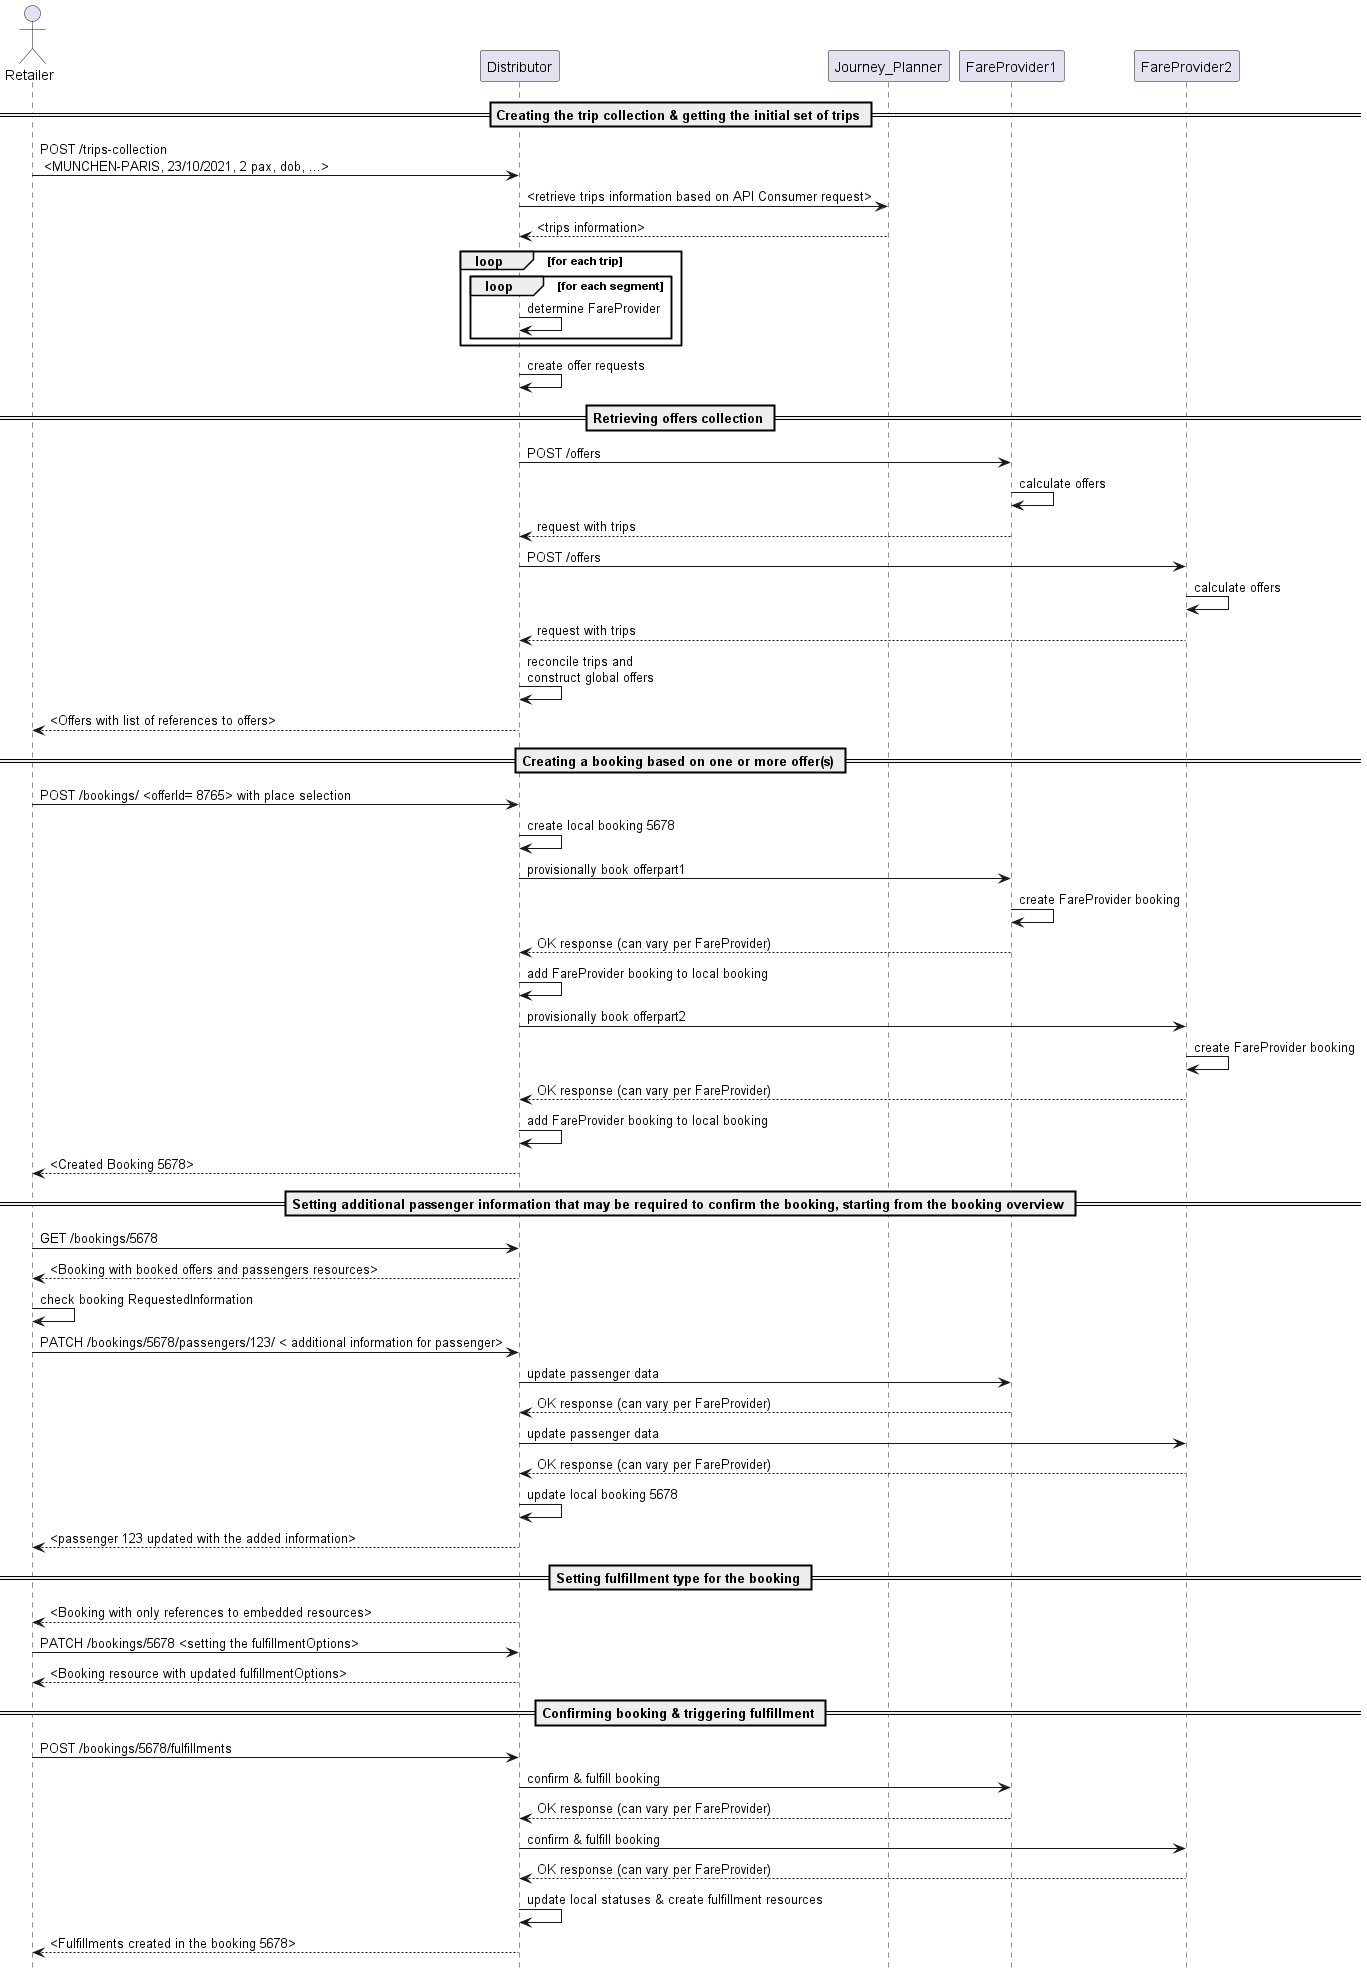 Retailer
Distributor
Journey_Planner
FareProvider1
FareProvider2
Creating the trip collection & getting the initial set of trips
POST /trips-collection
<MUNCHEN-PARIS, 23/10/2021, 2 pax, dob, ...>
<retrieve trips information based on API Consumer request>
<trips information>
loop [for each trip]
loop [for each segment]
determine FareProvider
create offer requests
Retrieving offers collection
POST /offers
calculate offers
request with trips
POST /offers
calculate offers
request with trips
reconcile trips and
construct global offers
<Offers with list of references to offers>
Creating a booking based on one or more offer(s)
POST /bookings/ <offerId= 8765> with place selection
create local booking 5678
provisionally book offerpart1
create FareProvider booking
OK response (can vary per FareProvider)
add FareProvider booking to local booking
provisionally book offerpart2
create FareProvider booking
OK response (can vary per FareProvider)
add FareProvider booking to local booking
<Created Booking 5678>
Setting additional passenger information that may be required to confirm the booking, starting from the booking overview
GET /bookings/5678
<Booking with booked offers and passengers resources>
check booking RequestedInformation
PATCH /bookings/5678/passengers/123/ < additional information for passenger>
update passenger data
OK response (can vary per FareProvider)
update passenger data
OK response (can vary per FareProvider)
update local booking 5678
<passenger 123 updated with the added information>
Setting fulfillment type for the booking
<Booking with only references to embedded resources>
PATCH /bookings/5678 <setting the fulfillmentOptions>
<Booking resource with updated fulfillmentOptions>
Confirming booking & triggering fulfillment
POST /bookings/5678/fulfillments
confirm & fulfill booking
OK response (can vary per FareProvider)
confirm & fulfill booking
OK response (can vary per FareProvider)
update local statuses & create fulfillment resources
<Fulfillments created in the booking 5678>